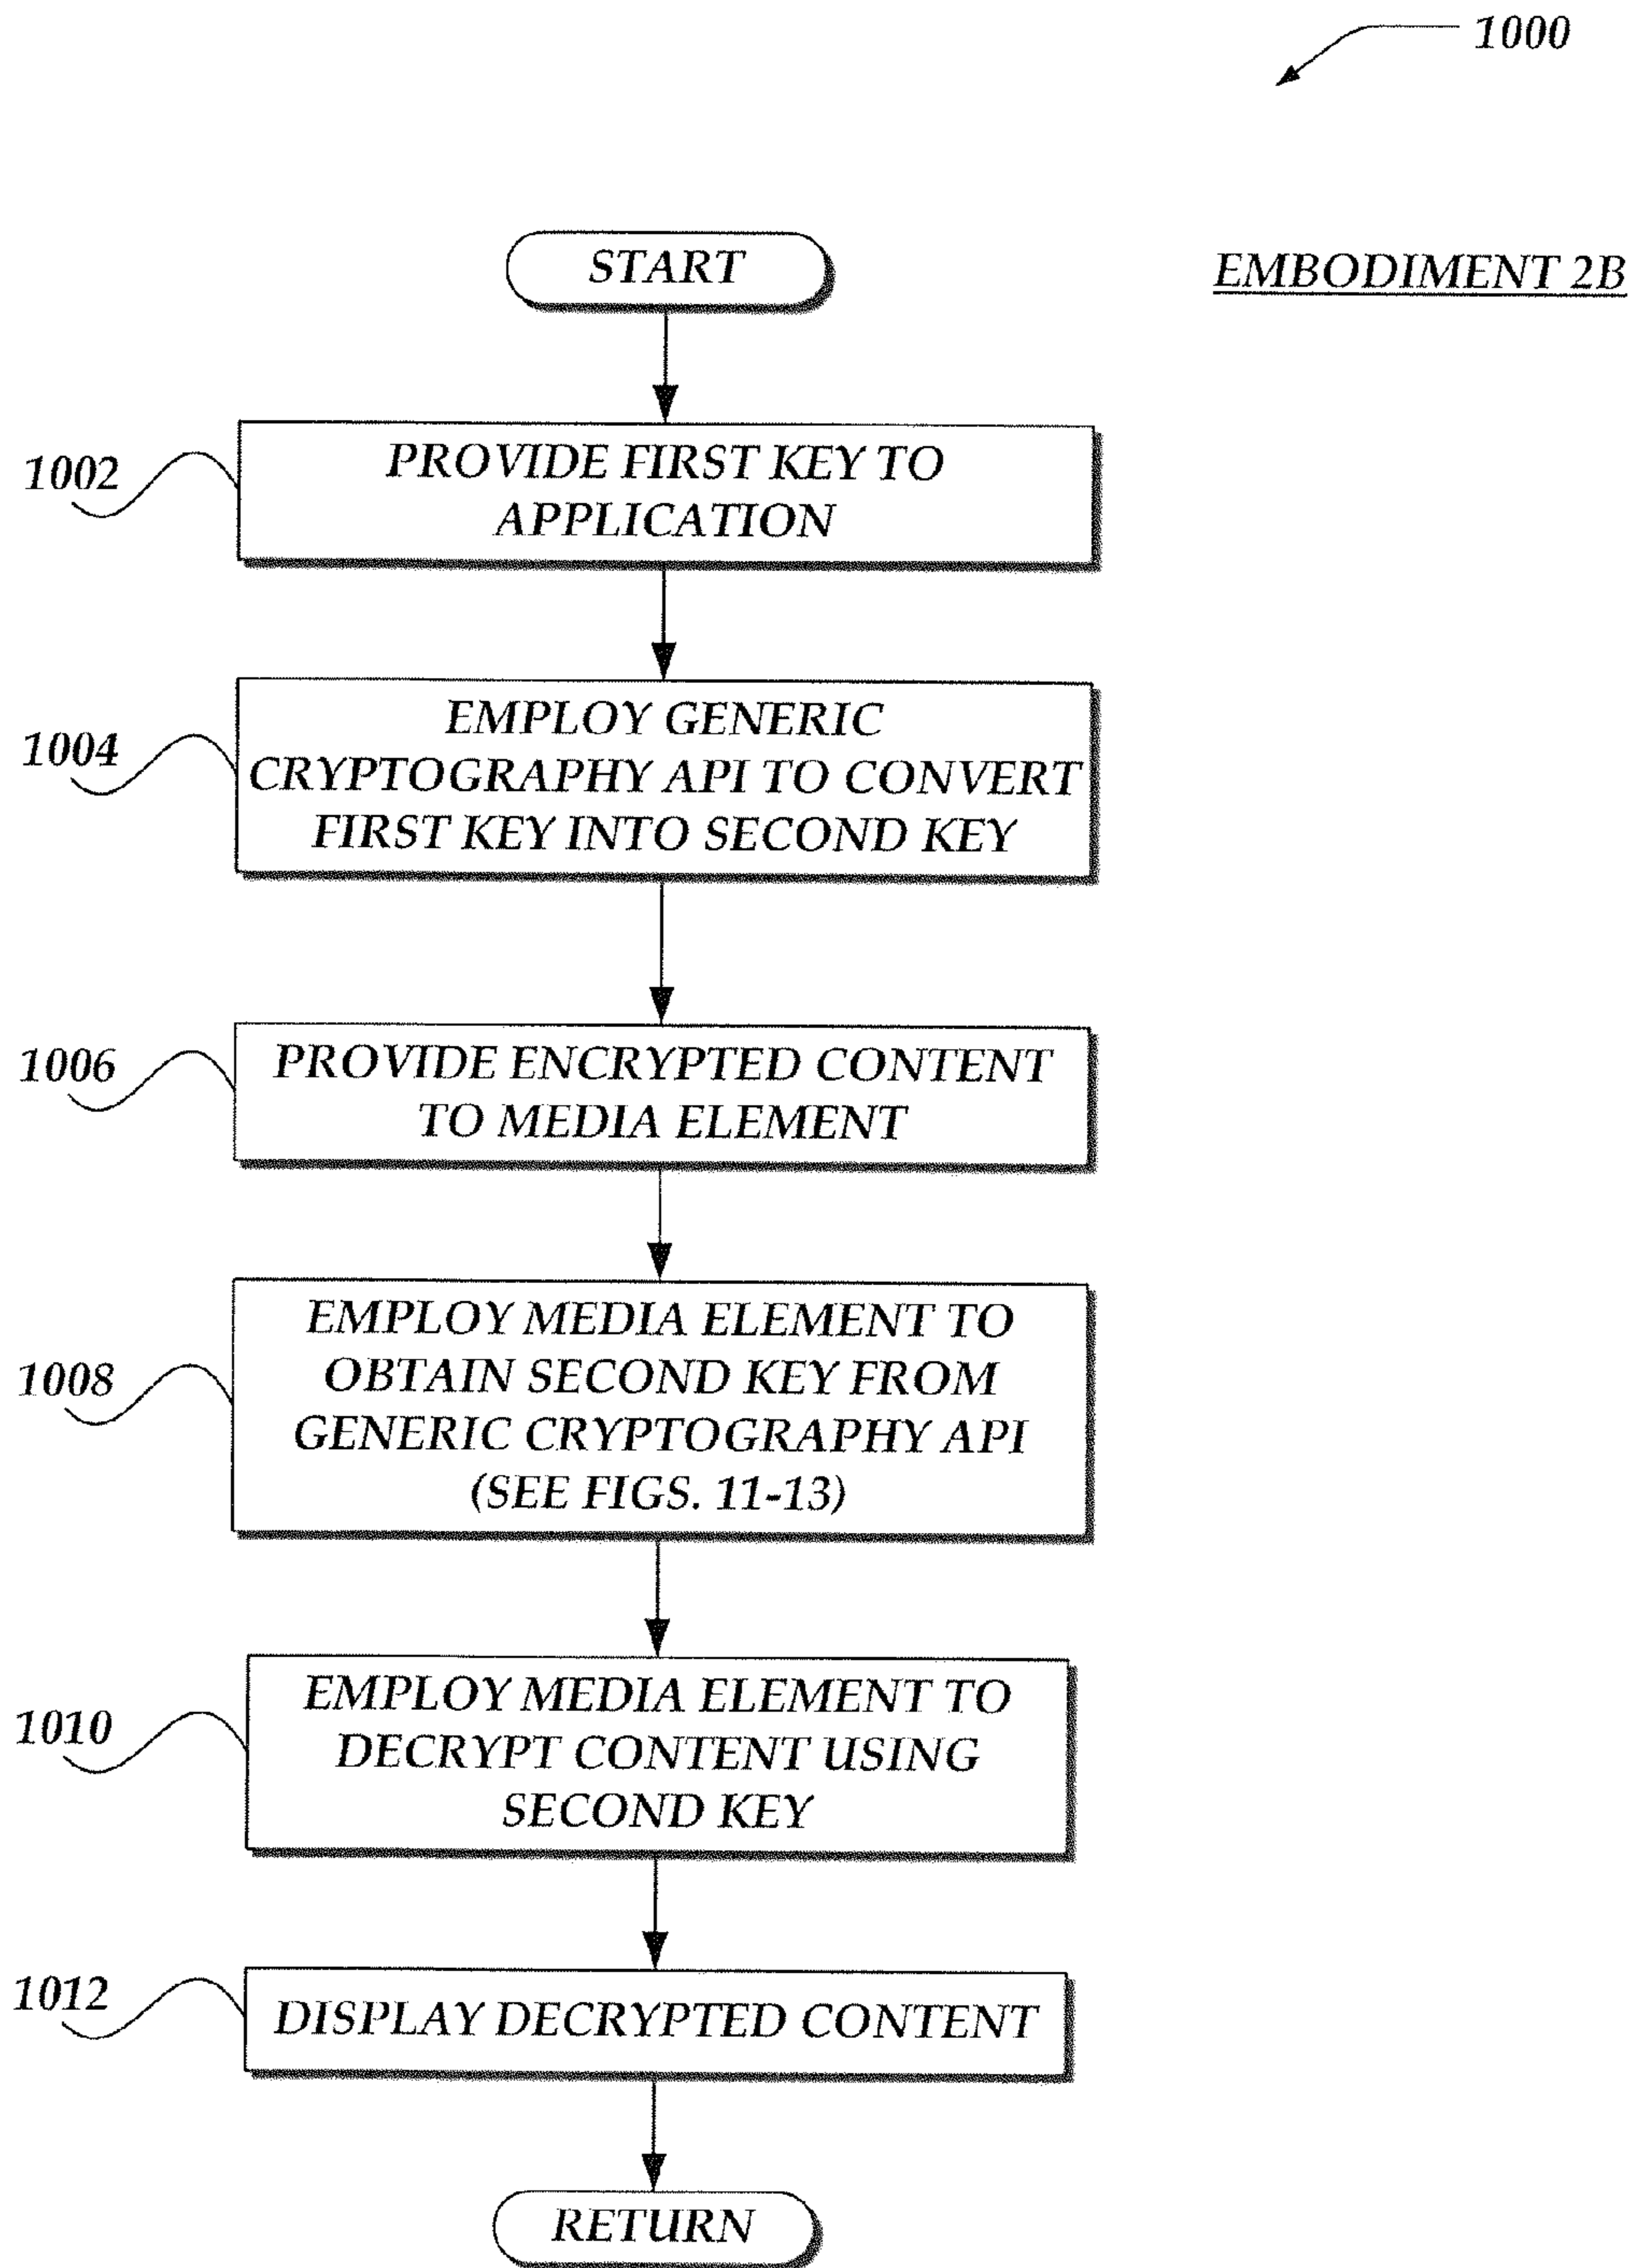 1000
START
EMBODIMENT 2B
1002
PROVIDE FIRST KEY TO
APPLICATION
1004
EMPLOY GENERIC
CRYPTOGRAPHY API TO CONVERT
FIRST KEY INTO SECOND KEY
1006
PROVIDE ENCRYPTED CONTENT
TO MEDIA ELEMENT
1008
EMPLOY MEDIA ELEMENT TO
OBTAIN SECOND KEY FROM
GENERIC CRYPTOGRAPHY API
(SEE FIGS. 11-13)
1010
EMPLOY MEDIA ELEMENT TO
DECRYPT CONTENT USING
SECOND KEY
1012
DISPLAY DECRYPTED CONTENT
RETURN